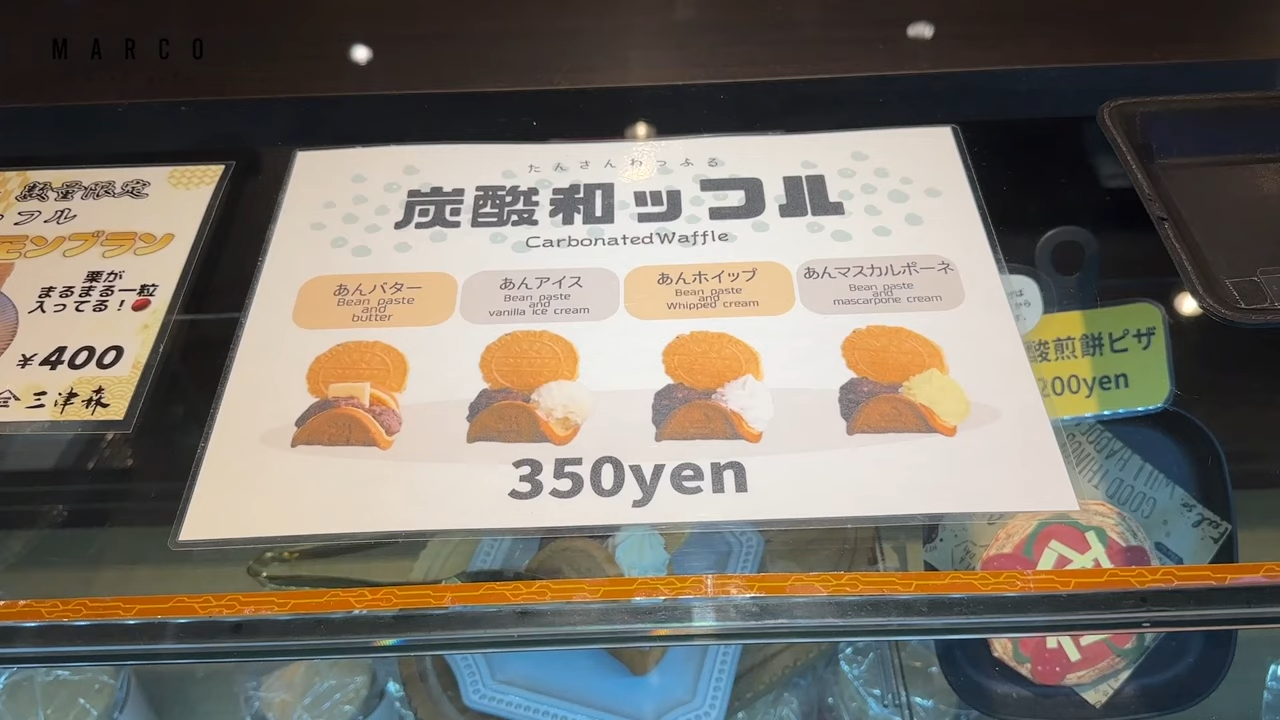 MARCO
数量限定
ッフル
モンブラン
栗が
まるまる一粒
入ってる!
¥400
三津森
たんさんわっふる
炭酸和ッフル
CarbonatedWaffle
あんバター
Bean paste
and
butter
あんアイス
Bean paste
and
vanilla ice cream
あんホイップ
Bean paste
and
Whipped cream
あんマスカルポーネ
Bean paste
and
mascarpone cream
350yen
酸煎餅ピザ
200yen
GOOD THINGS
WILL HAPPEN